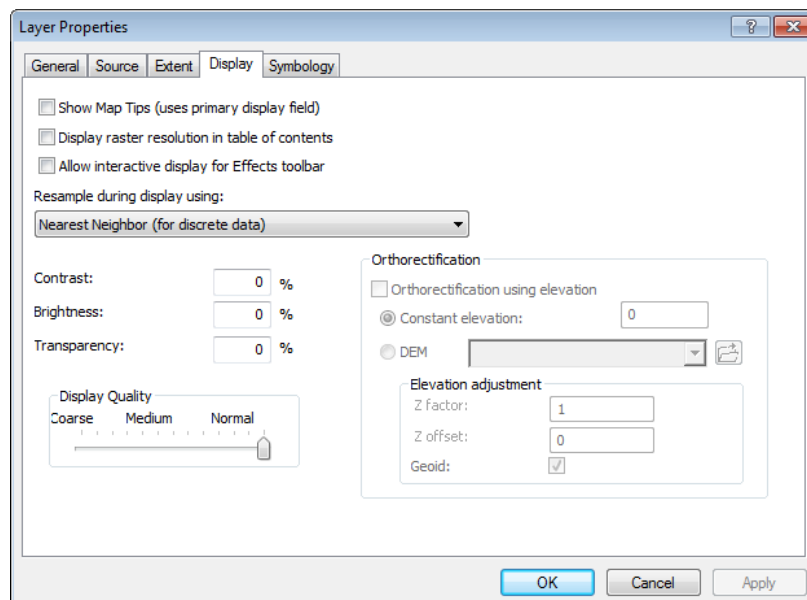 Layer Properties
General Source Extent Display Symbology
Show Map Tips (uses primary display field)
Display raster resolution in table of contents
Allow interactive display for Effects toolbar
Resample during display using:
Nearest Neighbor (for discrete data)
Contrast: 0 %
Brightness: 0 %
Transparency: 0 %
Display Quality
Coarse Medium Normal
Orthorectification
Orthorectification using elevation
Constant elevation: 0
DEM
Elevation adjustment
Z factor: 1
Z offset: 0
Geoid:
OK Cancel Apply